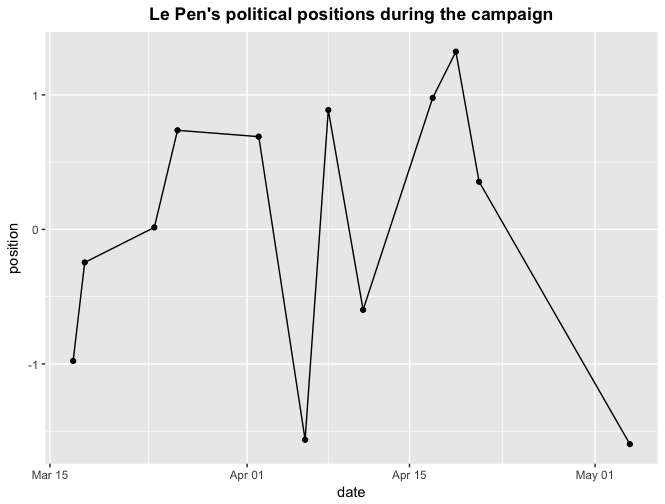 Le Pen's political positions during the campaign
position
1
0
-1
Mar 15 Apr 01 Apr 15 May 01
date